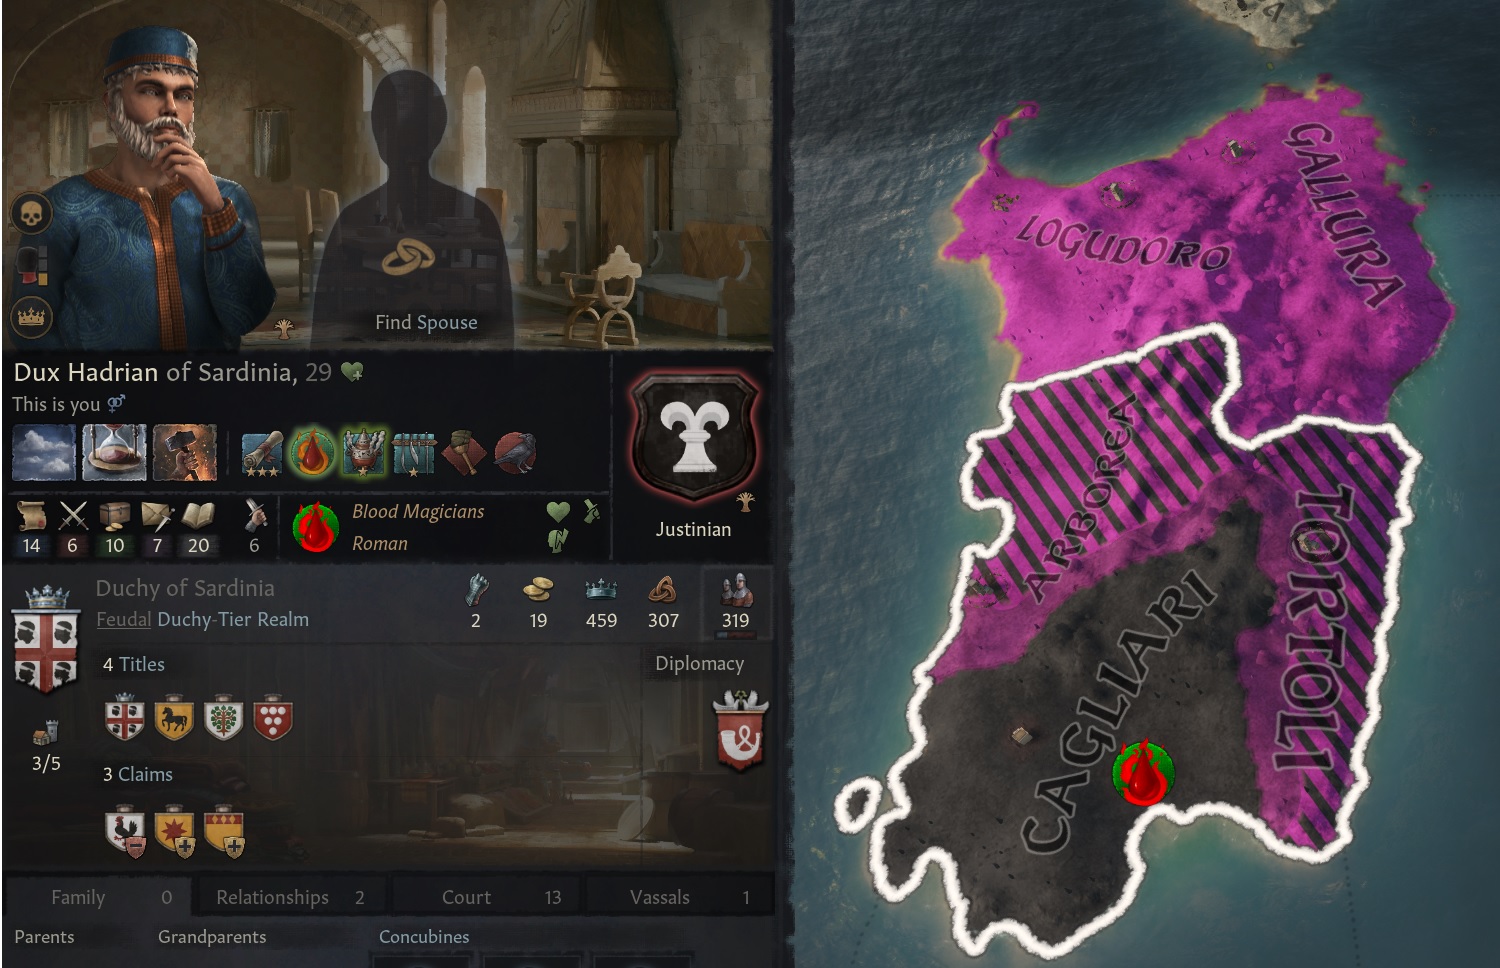 Find Spouse
Dux Hadrian of Sardinia, 29
This is you
14 6 10 7 20 6
Blood Magicians
Roman
Justinian
Duchy of Sardinia
Feudal Duchy-Tier Realm
2 19 459 307 319
4 Titles
Diplomacy
3/5
3 Claims
Family 0 Relationships 2 Court 13 Vassals 1
Parents Grandparents Concubines
GALLURA
LOGUDORO
ARBOREA
TORTOLI
CAGLIARI